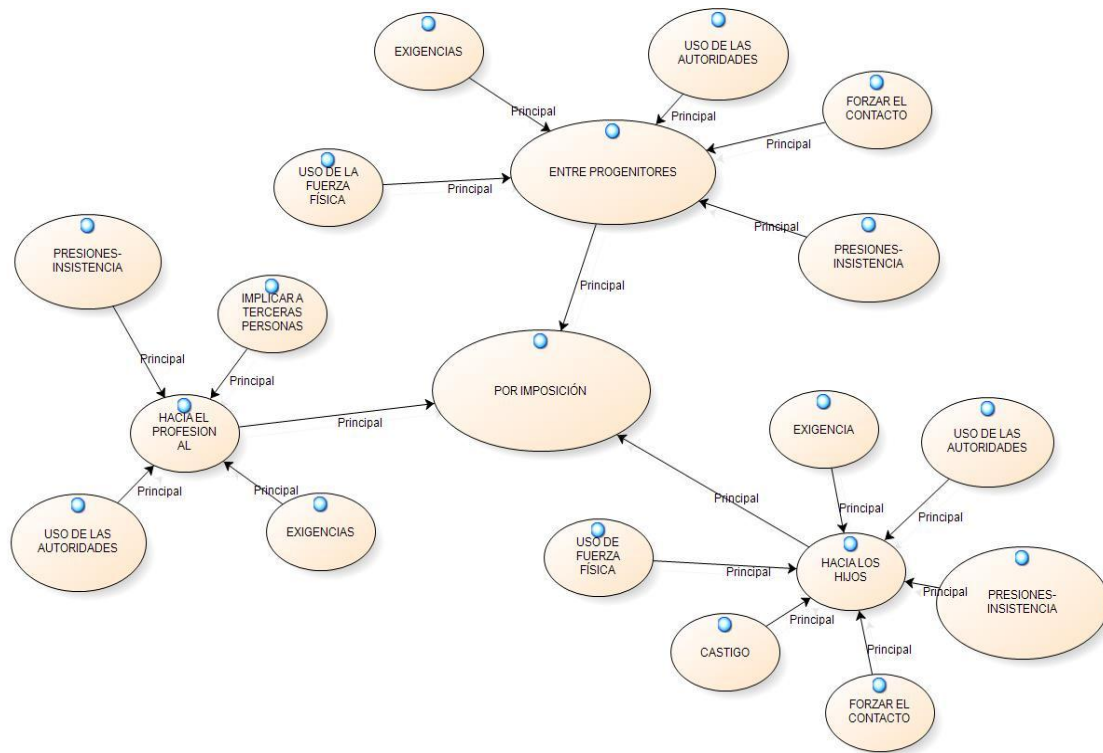 EXIGENCIAS
USO DE LAS
AUTORIDADES
FORZAR EL
CONTACTO
Principal
Principal
Principal
ENTRE PROGENITORES
USO DE LA
FUERZA
FÍSICA
Principal
Principal
PRESIONES-
INSISTENCIA
PRESIONES-
INSISTENCIA
IMPLICAR A
TERCERAS
PERSONAS
Principal
Principal
Principal
POR IMPOSICIÓN
HACIA EL
PROFESION
AL
Principal
Principal
Principal
USO DE LAS
AUTORIDADES
EXIGENCIAS
EXIGENCIA
USO DE LAS
AUTORIDADES
Principal
Principal
Principal
USO DE
FUERZA
FÍSICA
Principal
HACIA LOS
HIJOS
Principal
PRESIONES-
INSISTENCIA
Principal
CASTIGO
Principal
FORZAR EL
CONTACTO